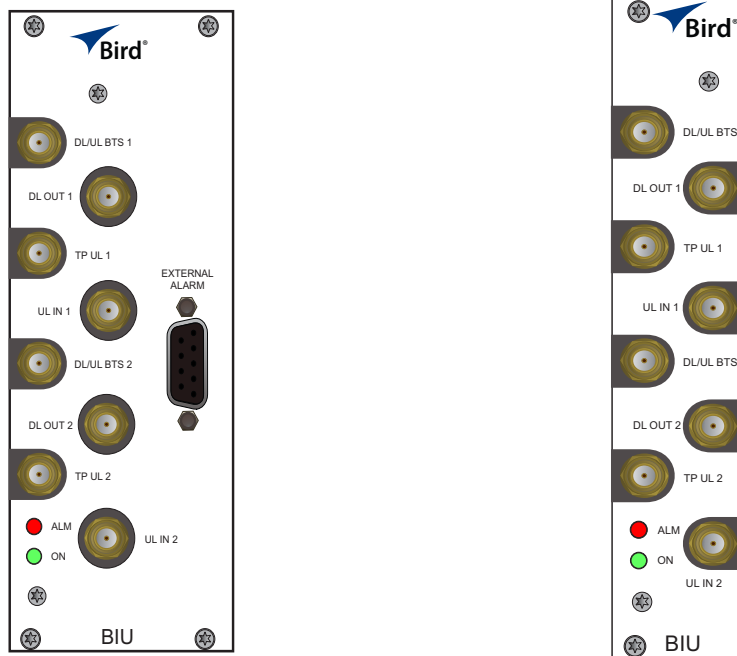 Bird®
DL/UL BTS 1
DL OUT 1
TP UL 1
EXTERNAL
ALARM
UL IN 1
DL/UL BTS 2
DL OUT 2
TP UL 2
ALM
UL IN 2
ON
BIU
Bird®
DL/UL BTS
DL OUT 1
TP UL 1
UL IN 1
DL/UL BTS
DL OUT 2
TP UL 2
ALM
ON
UL IN 2
BIU